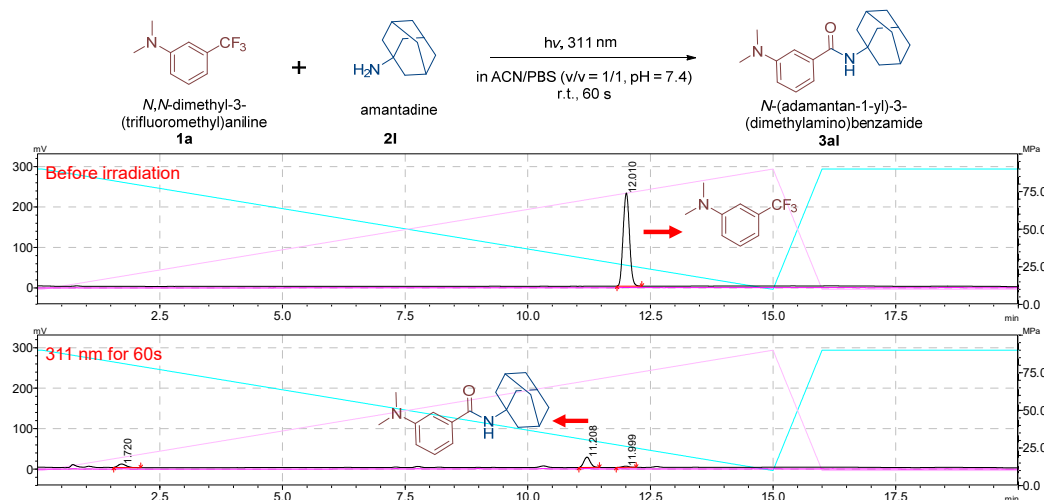 N
CF3
+
H2N
hν, 311 nm
in ACN/PBS (v/v = 1/1, pH = 7.4)
r.t., 60 s
O
N
N
H
N,N-dimethyl-3-
(trifluoromethyl)aniline
1a
amantadine
2l
N-(adamantan-1-yl)-3-
(dimethylamino)benzamide
3al
mV
MPa
Before irradiation
300
200
100
0
12.010
N
CF3
75.0
50.0
25.0
0.0
2.5
5.0
7.5
10.0
12.5
15.0
17.5
min
mV
MPa
311 nm for 60s
300
200
100
0
1.720
N
O
N
H
11.208
11.999
75.0
50.0
25.0
0.0
2.5
5.0
7.5
10.0
12.5
15.0
17.5
min